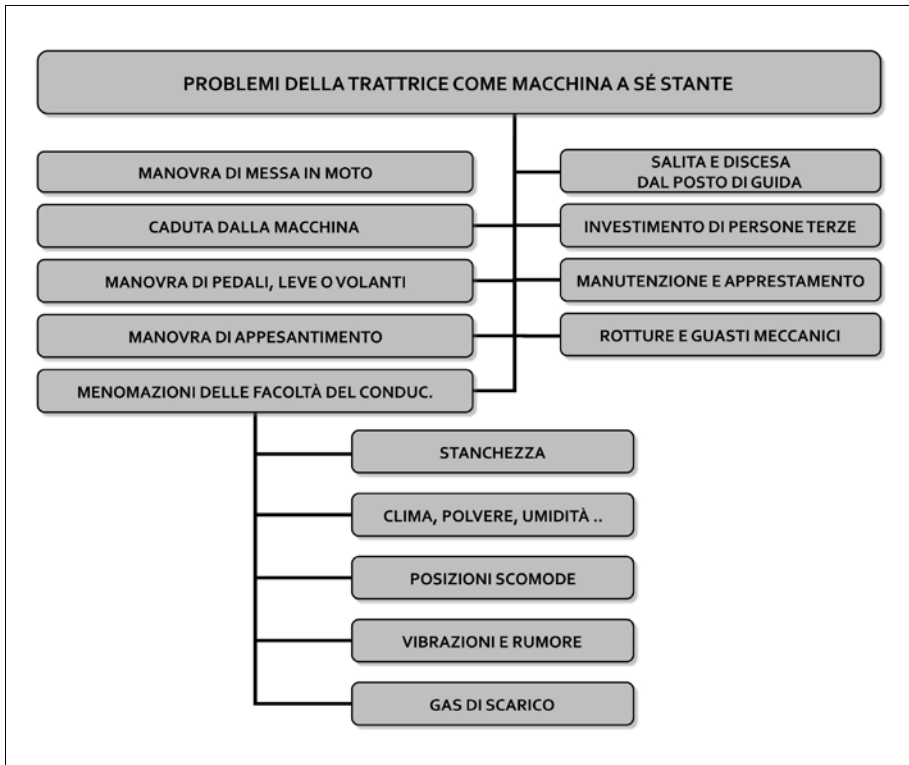 PROBLEMI DELLA TRATTRICE COME MACCHINA A SÉ STANTE
MANOVRA DI MESSA IN MOTO
SALITA E DISCESA
DAL POSTO DI GUIDA
CADUTA DALLA MACCHINA
INVESTIMENTO DI PERSONE TERZE
MANOVRA DI PEDALI, LEVE O VOLANTI
MANUTENZIONE E APPRESTAMENTO
MANOVRA DI APPESANTIMENTO
ROTTURE E GUASTI MECCANICI
MENOMAZIONI DELLE FACOLTÀ DEL CONDUC.
STANCHEZZA
CLIMA, POLVERE, UMIDITÀ ..
POSIZIONI SCOMODE
VIBRAZIONI E RUMORE
GAS DI SCARICO